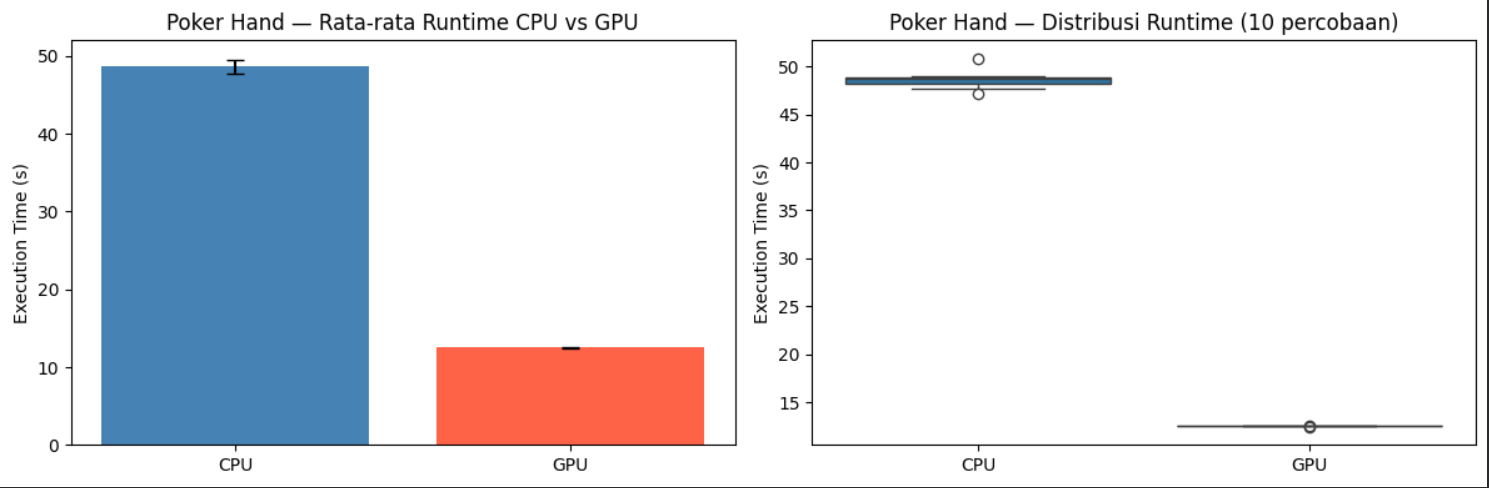 Poker Hand — Rata-rata Runtime CPU vs GPU
Execution Time (s)
50
40
30
20
10
0
CPU
GPU
Poker Hand — Distribusi Runtime (10 percobaan)
Execution Time (s)
50
45
40
35
30
25
20
15
CPU
GPU